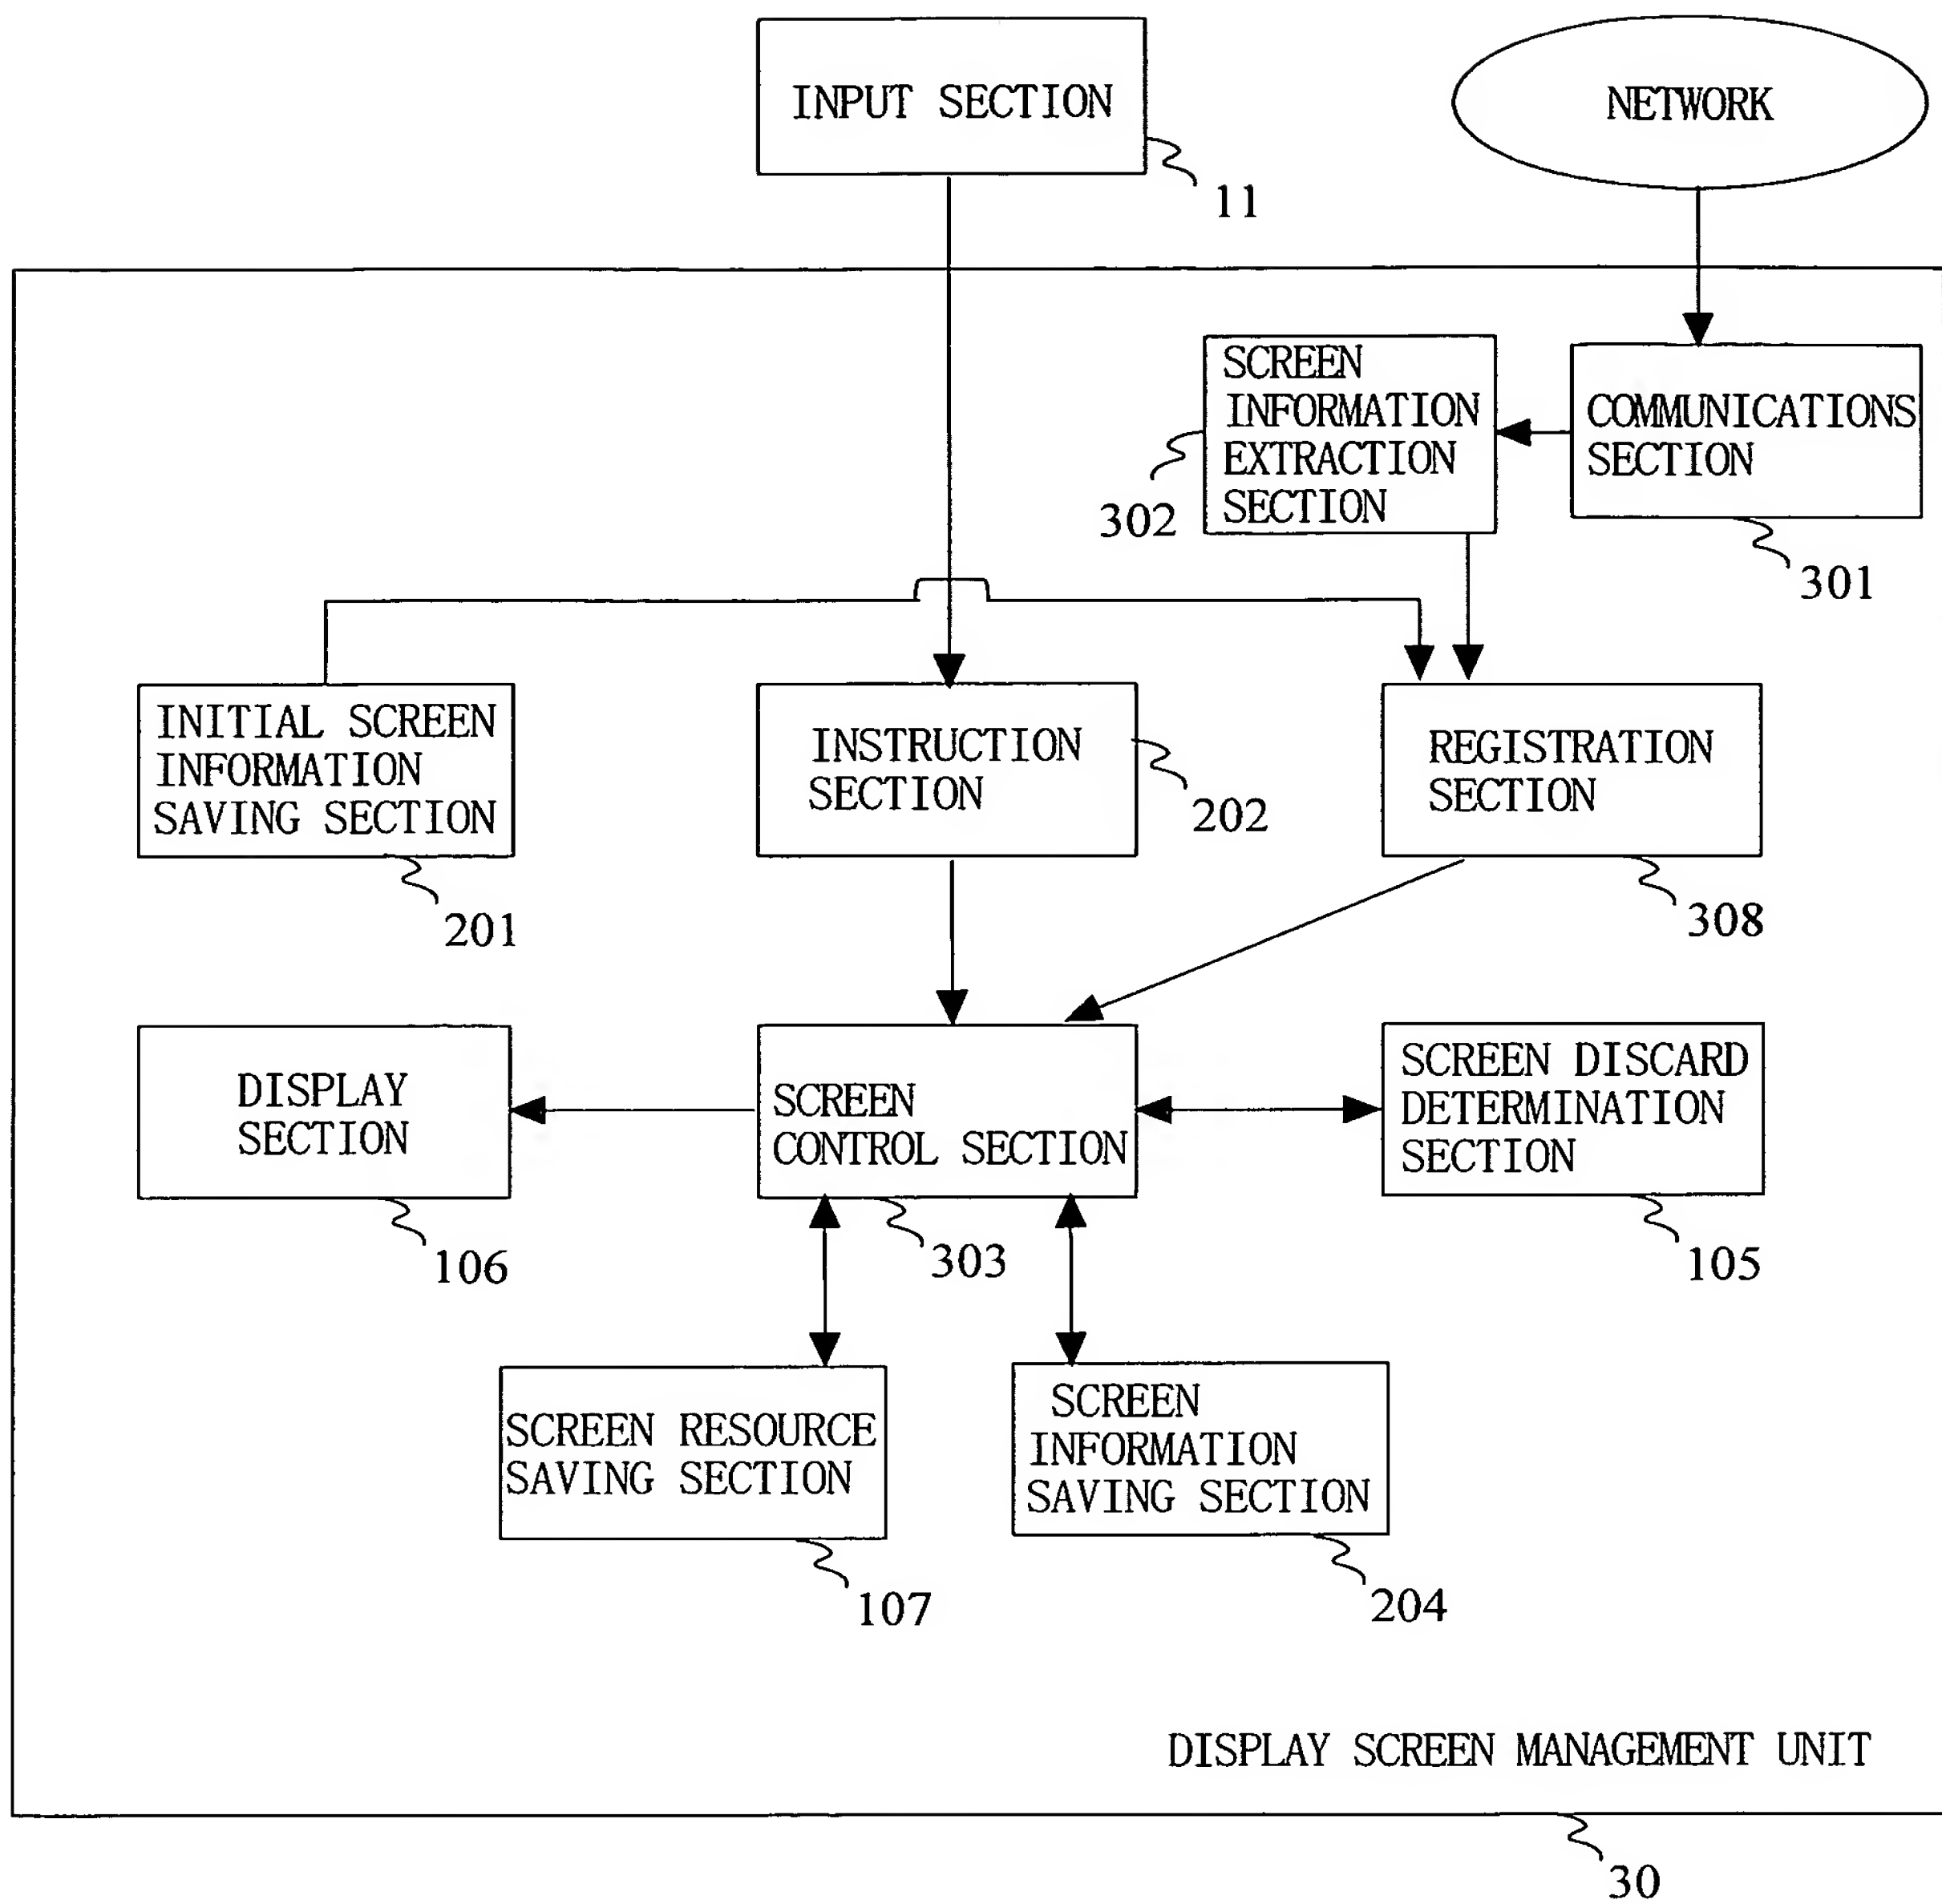 INPUT SECTION
11
NETWORK
SCREEN
INFORMATION
EXTRACTION
SECTION
302
COMMUNICATIONS
SECTION
301
INITIAL SCREEN
INFORMATION
SAVING SECTION
201
INSTRUCTION
SECTION
202
REGISTRATION
SECTION
308
DISPLAY
SECTION
106
SCREEN
CONTROL SECTION
303
SCREEN DISCARD
DETERMINATION
SECTION
105
SCREEN RESOURCE
SAVING SECTION
107
SCREEN
INFORMATION
SAVING SECTION
204
DISPLAY SCREEN MANAGEMENT UNIT
30